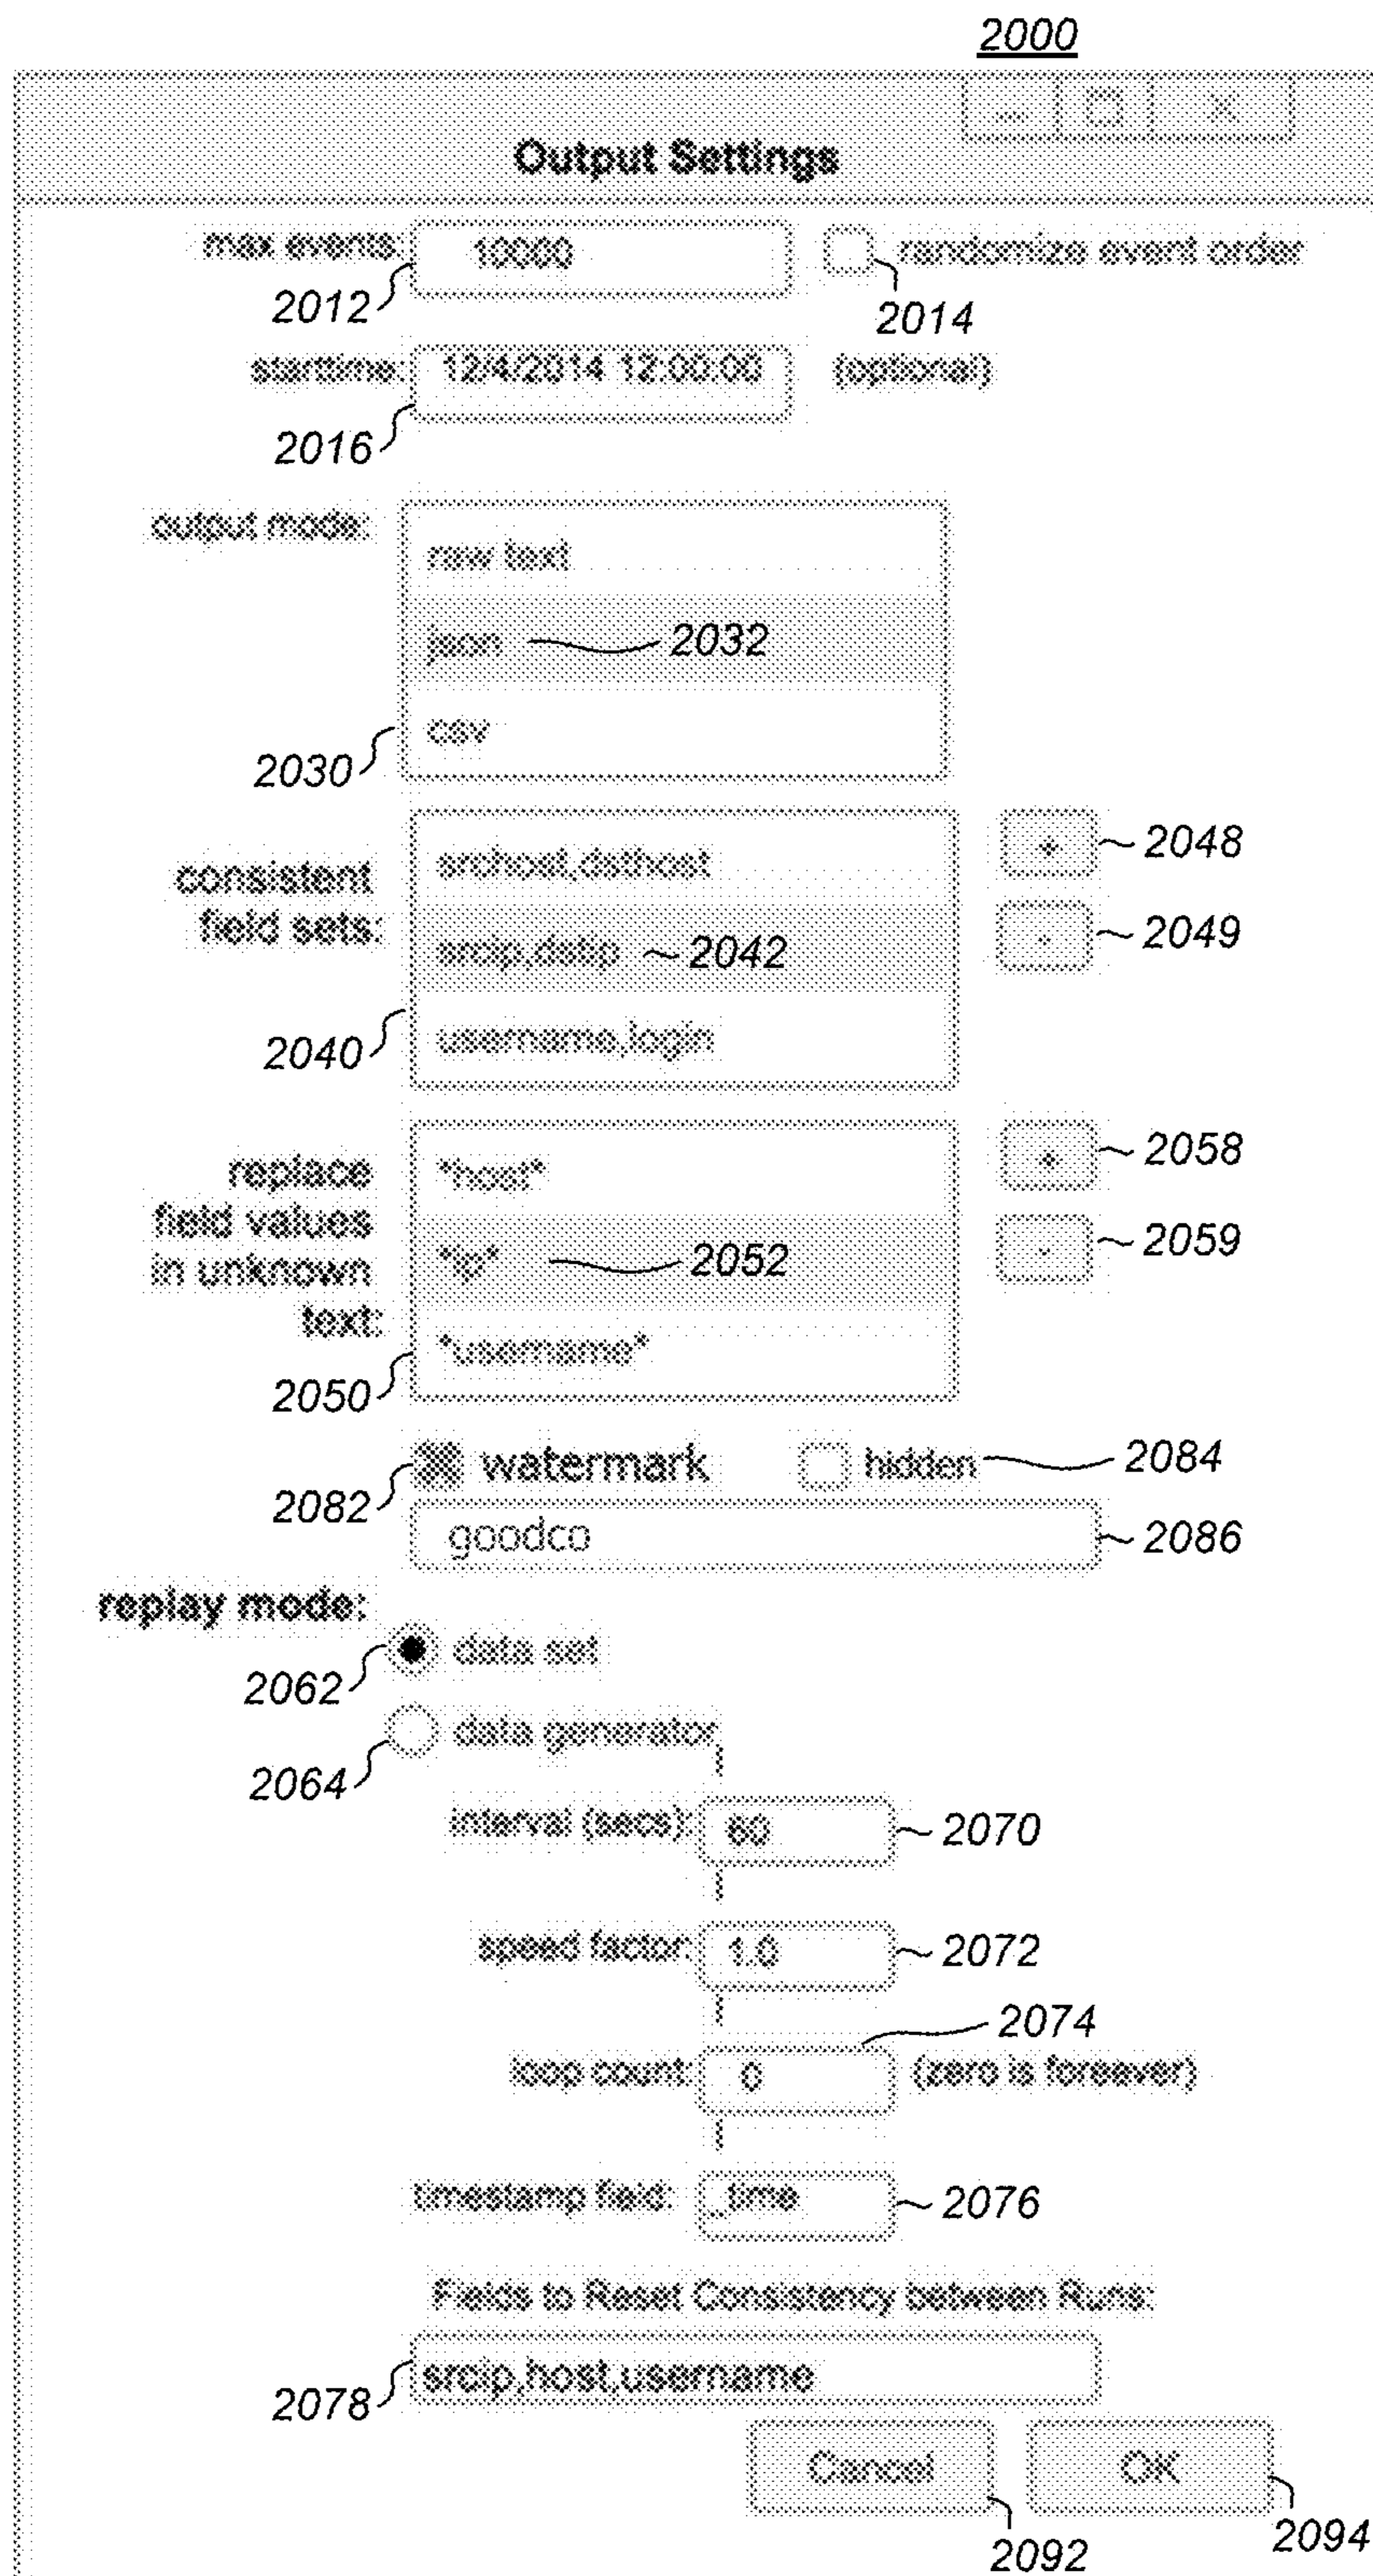 2000
Output Settings
max events: 10000 randomize event order
2012 2014
starttime: 12/4/2014 12:00:00 (optional)
2016
output mode:
raw text
json 2032
csv
2030
consistent field sets:
srchost,dsthost 2048
srcip,dstip 2042 2049
username,login
2040
replace field values in unknown text:
*host* 2058
*ip* 2052 2059
*username*
2050
watermark hidden 2084
2082
goodco 2086
replay mode:
data set
2062
data generator
2064
interval (secs): 60 2070
speed factor: 1.0 2072
2074
loop count: 0 (zero is foreever)
timestamp field: _time 2076
Fields to Reset Consistency between Runs:
srcip,host,username
2078
Cancel OK
2092 2094